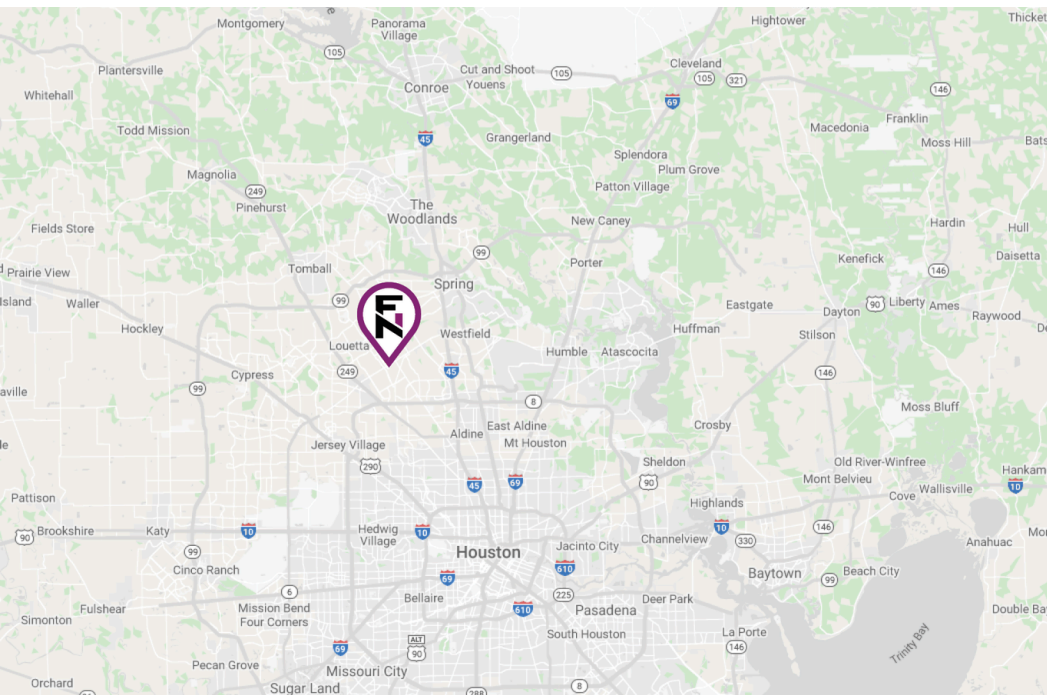 Montgomery
Panorama
Village
Hightower
Thicket
105
Plantersville
Cut and Shoot
105
Cleveland
105
321
Conroe
Youens
146
Whitehall
69
Todd Mission
45
Grangerland
Macedonia
Franklin
Moss Hill
Bats
Splendora
Plum Grove
Magnolia
249
Patton Village
Pinehurst
The
Woodlands
New Caney
Hardin
Hull
Fields Store
99
Porter
Kenefick
Daisetta
Prairie View
Tomball
146
Spring
Island
Waller
99
FN
Eastgate
Dayton
90
Liberty
Ames
Raywood
Hockley
Westfield
Huffman
Stilson
Louetta
Humble
Atascocita
Cypress
249
45
146
99
aville
8
Moss Bluff
Aldine
East Aldine
Mt Houston
Crosby
Jersey Village
290
Sheldon
Old River-Winfree
Hankam
45
69
90
Mont Belvieu
Wallisville
10
Pattison
Highlands
Cove
90
Brookshire
Katy
10
Hedwig
Village
10
10
146
Channelview
330
Anahuac
99
Houston
Jacinto City
Cinco Ranch
69
610
Baytown
99
Beach City
6
Bellaire
225
Deer Park
Fulshear
Mission Bend
610
Pasadena
Double Ba
Simonton
Four Corners
South Houston
La Porte
146
Trinity Bay
69
ALT
90
Pecan Grove
Missouri City
Orchard
Sugar Land
288
8